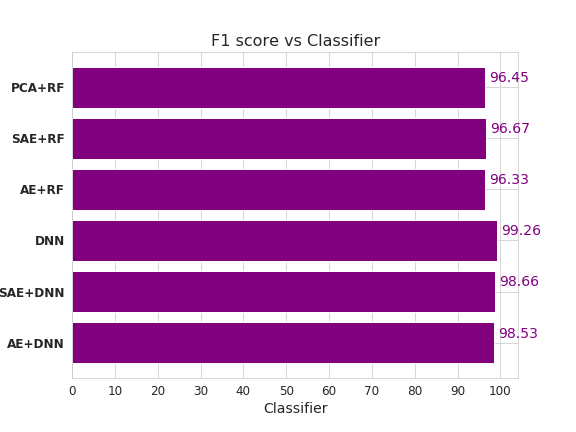 F1 score vs Classifier
PCA+RF 96.45
SAE+RF 96.67
AE+RF 96.33
DNN 99.26
SAE+DNN 98.66
AE+DNN 98.53
0 10 20 30 40 50 60 70 80 90 100
Classifier